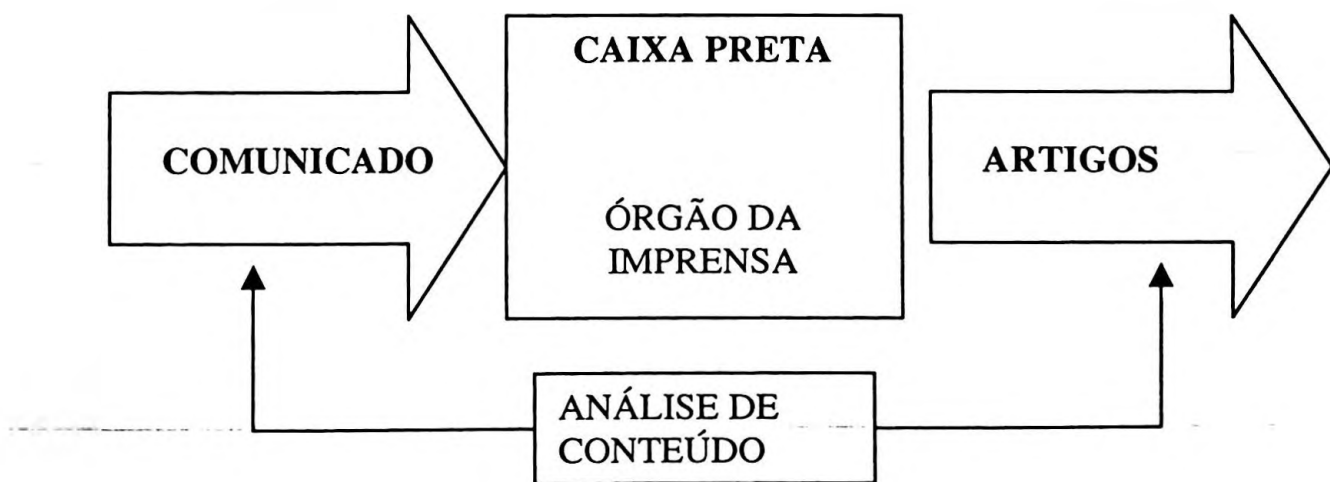 CAIXA PRETA
COMUNICADO
ÓRGÃO DA
IMPRENSA
ARTIGOS
ANÁLISE DE
CONTEÚDO